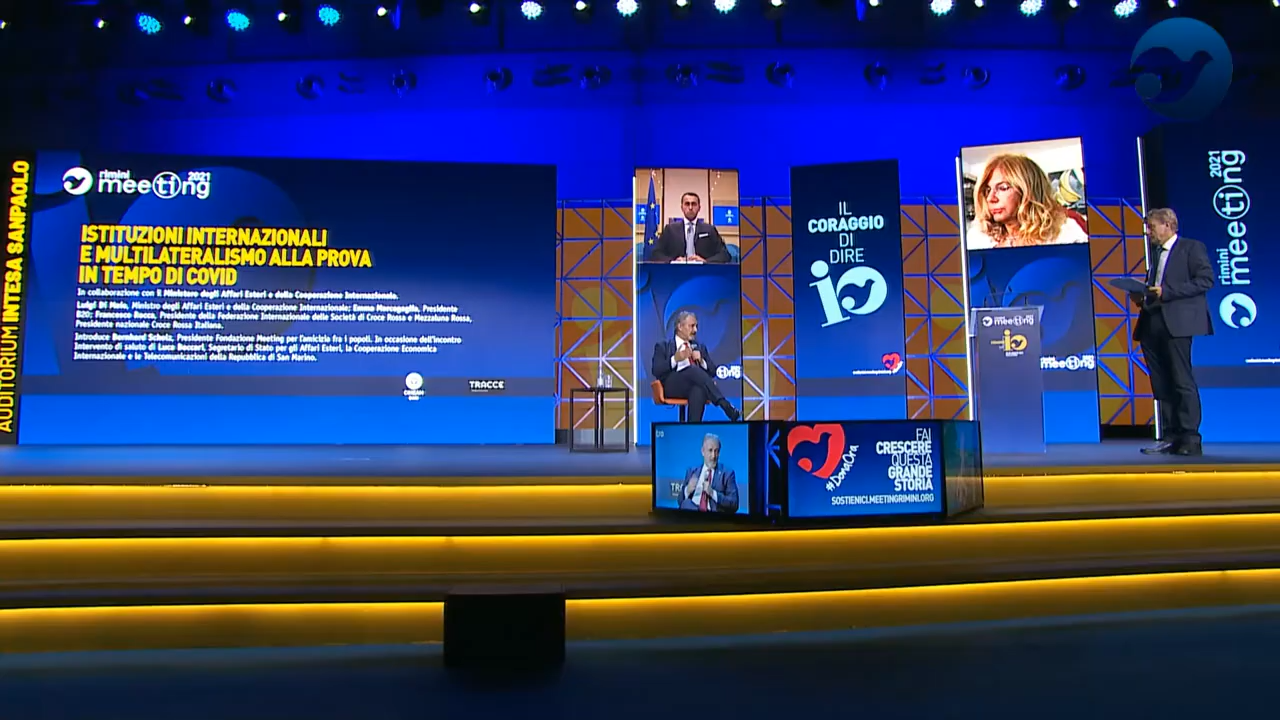 AUDITORIUM INTESA SANPAOLO
rimini
meeting
2021
ISTITUZIONI INTERNAZIONALI
E MULTILATERALISMO ALLA PROVA
IN TEMPO DI COVID
In collaborazione con il Ministero degli Affari Esteri e della Cooperazione Internazionale.
Luigi Di Maio, Ministro degli Affari Esteri e della Cooperazione Internazionale; Emma Marcegaglia, Presidente
B20; Francesco Rocca, Presidente della Federazione Internazionale delle Società di Croce Rossa e Mezzaluna Rossa,
Presidente nazionale Croce Rossa Italiana.
Introduce Bernhard Scholz, Presidente Fondazione Meeting per l'amicizia fra i popoli. In occasione dell'incontro
intervento di saluto di Luca Beccari, Segretario di Stato per gli Affari Esteri, la Cooperazione Economica
Internazionale e le Telecomunicazioni della Repubblica di San Marino.
TRACCE
IL
CORAGGIO
DI
DIRE
iO
meeting
meeting
iO
meeting
rimini
meeting
2021
#DonaOra
FAI
CRESCERE
QUESTA
GRANDE
STORIA
SOSTIENICI.MEETINGRIMINI.ORG